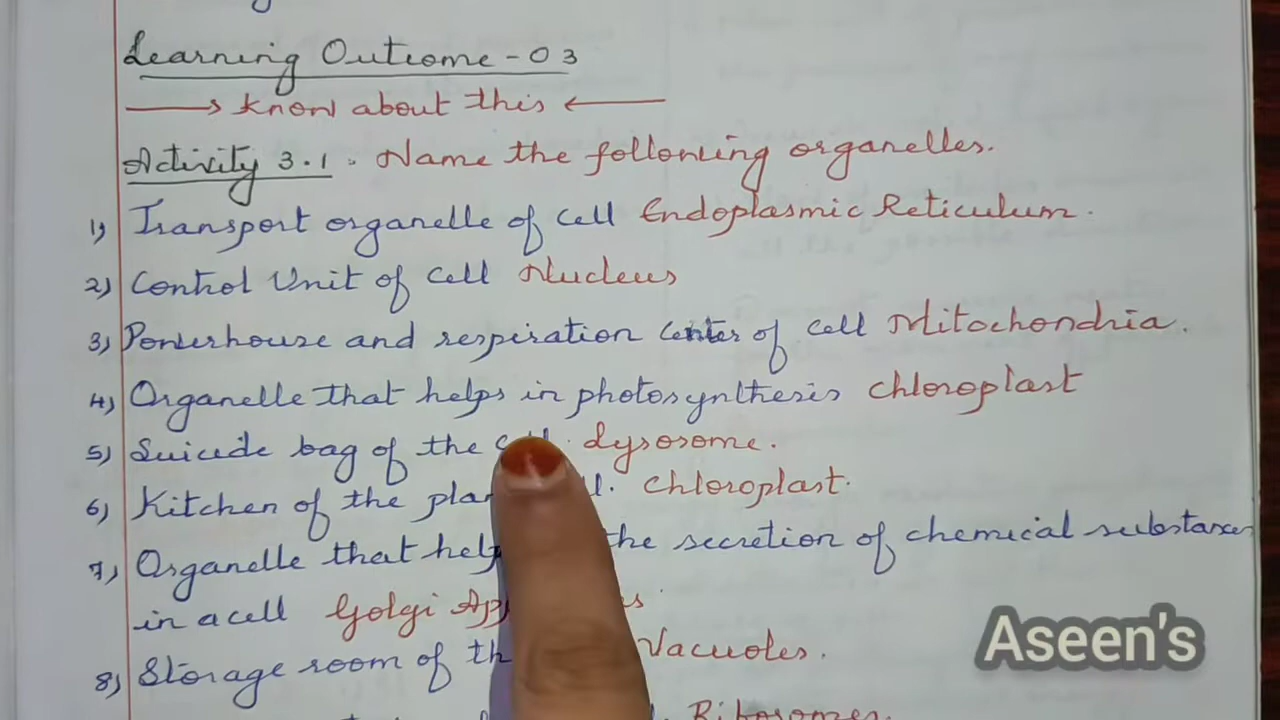 Learning Outcome - 03
→ Know about this ←
Activity 3.1. Name the following organelles.
1) Transport organelle of cell Endoplasmic Reticulum.
2) Control Unit of Cell Nucleus
3) Powerhouse and respiration Center of cell Mitochondria.
4) Organelle that helps in photosynthesis chloroplast
5) Suicide bag of the Lysosome.
6) Kitchen of the chloroplast.
7) Organelle that the secretion of chemical substances
in a cell Golgi
8) Storage room of Vacuoles.
Ribosomes.
Aseen's